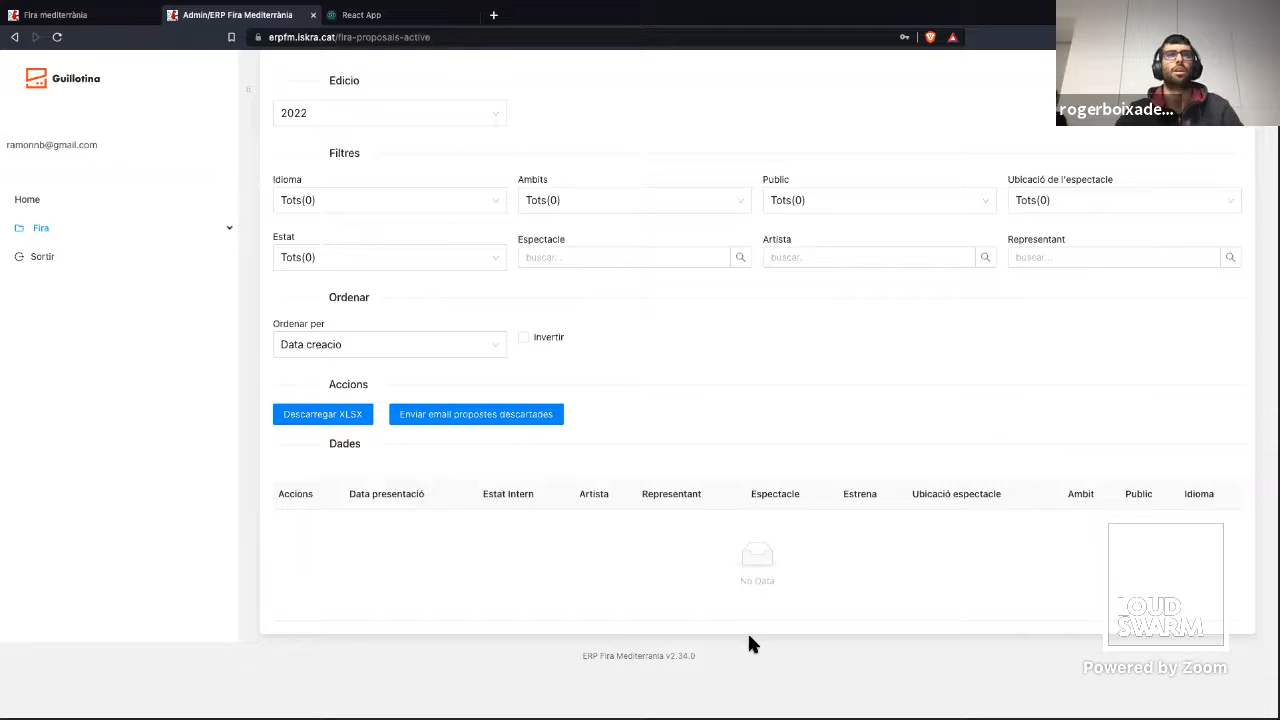 Fira mediterrània
Admin/ERP Fira Mediterrània
React App
erpfm.iskra.cat/fira-proposals-active
Guillotina
ramonnb@gmail.com
Home
Fira
Sortir
Edicio
2022
Filtres
Idioma
Ambits
Public
Ubicació de l'espectacle
Tots(0)
Tots(0)
Tots(0)
Tots(0)
Estat
Espectacle
Artista
Representant
Tots(0)
buscar...
buscar..
buscar...
Ordenar
Ordenar per
Data creacio
Invertir
Accions
Descarregar XLSX
Enviar email propostes descartades
Dades
Accions
Data presentació
Estat Intern
Artista
Representant
Espectacle
Estrena
Ubicació espectacle
Ambit
Public
Idioma
No Data
ERP Fira Mediterrania v2.34.0
rogerboixade...
LOUD
SWARM
Powered by Zoom